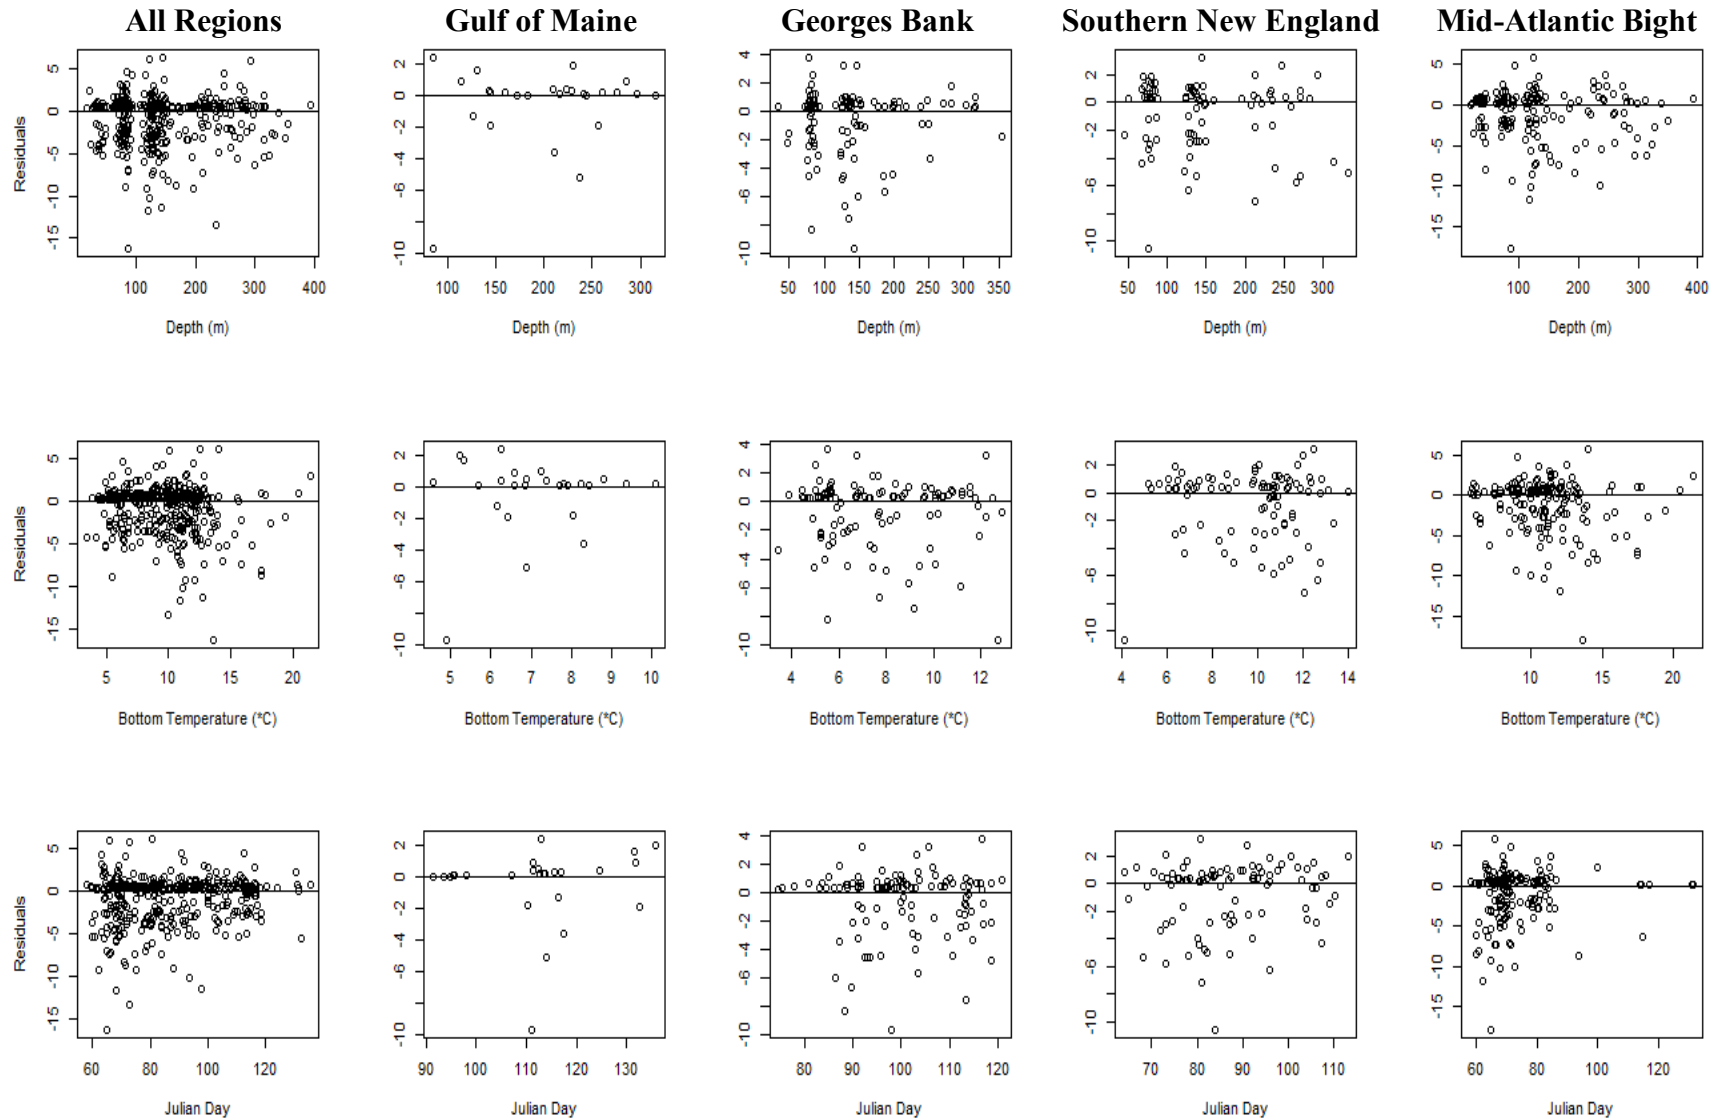 All Regions Gulf of Maine Georges Bank Southern New England Mid-Atlantic Bight
Residuals
5
0
-5
-10
-15
100 200 300 400
Depth (m)
2
0
-2
-6
-10
100 150 200 250 300
Depth (m)
4
2
0
-2
-6
-10
50 100 150 200 250 300 350
Depth (m)
2
0
-2
-6
-10
50 100 150 200 250 300
Depth (m)
5
0
-5
-10
-15
100 200 300 400
Depth (m)
Residuals
5
0
-5
-10
-15
5 10 15 20
Bottom Temperature (*C)
2
0
-2
-6
-10
5 6 7 8 9 10
Bottom Temperature (*C)
4
2
0
-2
-6
-10
4 6 8 10 12
Bottom Temperature (*C)
2
0
-2
-6
-10
4 6 8 10 12 14
Bottom Temperature (*C)
5
0
-5
-10
-15
10 15 20
Bottom Temperature (*C)
Residuals
5
0
-5
-10
-15
60 80 100 120
Julian Day
2
0
-2
-6
-10
90 100 110 120 130
Julian Day
4
2
0
-2
-6
-10
80 90 100 110 120
Julian Day
2
0
-2
-6
-10
70 80 90 100 110
Julian Day
5
0
-5
-10
-15
60 80 100 120
Julian Day